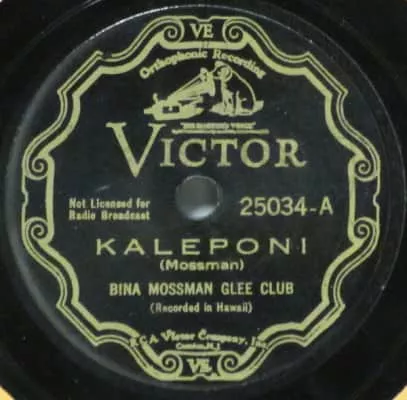 VE
Orthophonic Recording
"HIS MASTER'S VOICE"
VICTOR
Not Licensed for
Radio Broadcast
25034-A
KALEPONI
(Mossman)
BINA MOSSMAN GLEE CLUB
(Recorded in Hawaii)
R C A Victor Company, Inc.
Camden, N.J.
VE